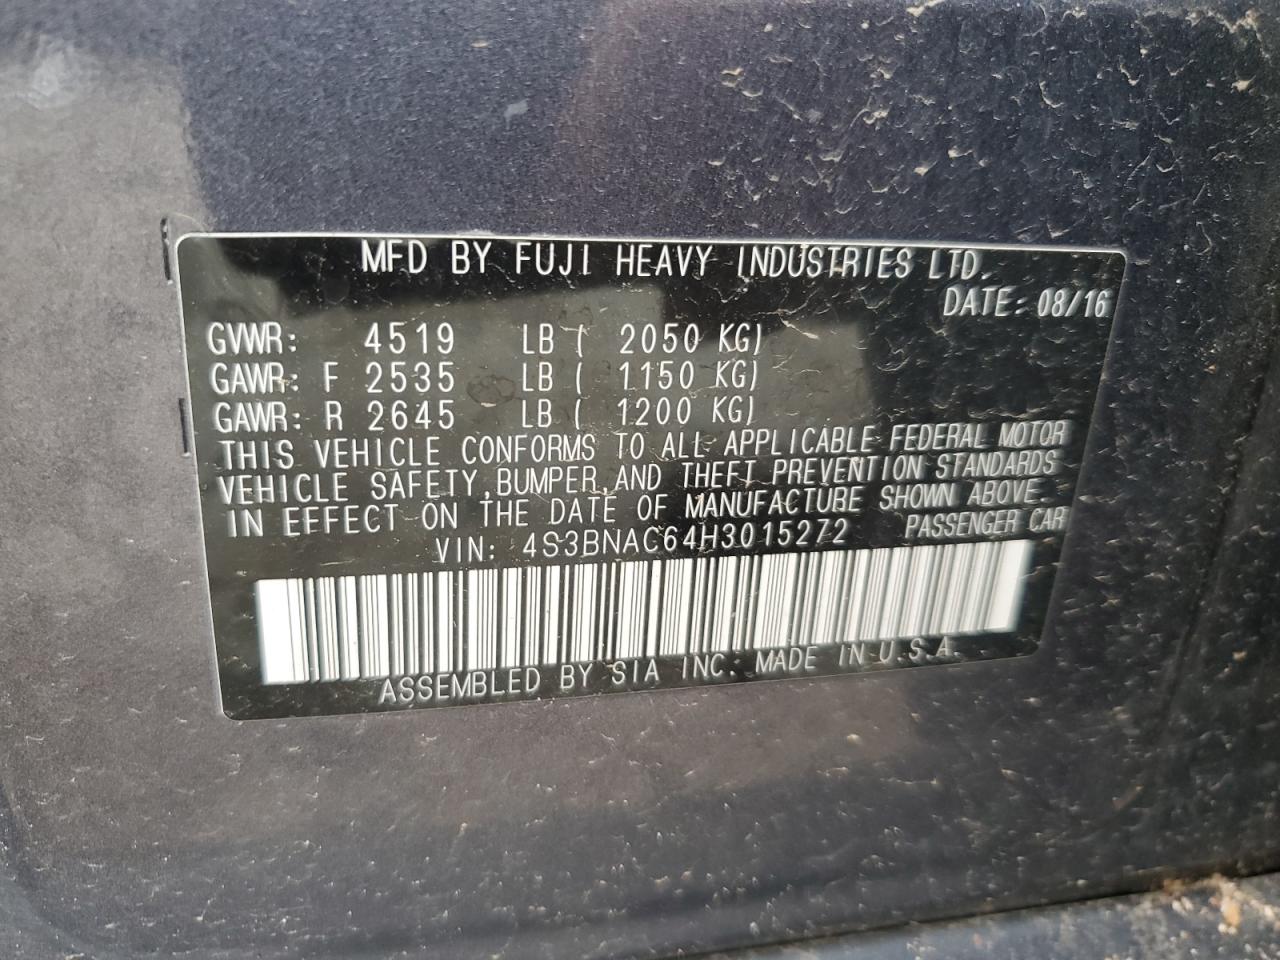 MFD BY FUJI HEAVY INDUSTRIES LTD.
DATE: 08/16
GVWR: 4519 LB ( 2050 KG)
GAWR: F 2535 LB ( 1150 KG)
GAWR: R 2645 LB ( 1200 KG)
THIS VEHICLE CONFORMS TO ALL APPLICABLE FEDERAL MOTOR
VEHICLE SAFETY, BUMPER, AND THEFT PREVENTION STANDARDS
IN EFFECT ON THE DATE OF MANUFACTURE SHOWN ABOVE.
VIN: 4S3BNAC64H3015272 PASSENGER CAR
ASSEMBLED BY SIA INC. MADE IN U.S.A.